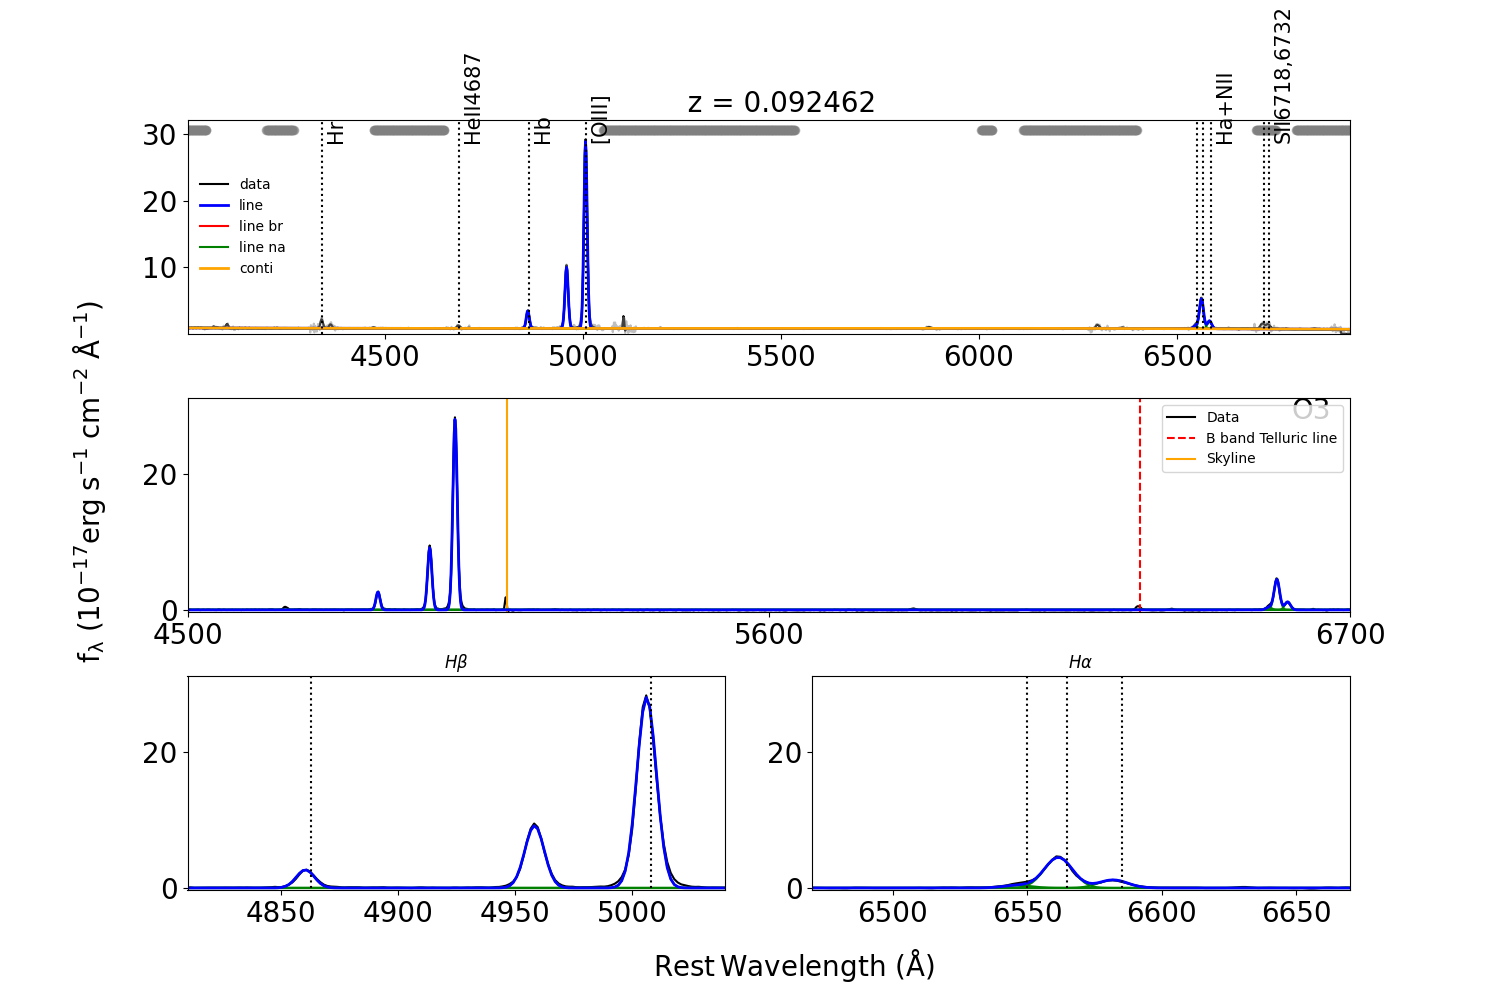 z = 0.092462
Hr
HeII4687
Hb
[OIII]
Ha+NII
SII6718,6732
30
20
10
data
line
line br
line na
conti
4500
5000
5500
6000
6500
O3
Data
B band Telluric line
Skyline
20
0
4500
5600
6700
fλ (10−17erg s−1 cm−2 Å−1)
Hβ
20
0
4850
4900
4950
5000
Hα
20
0
6500
6550
6600
6650
Rest Wavelength (Å)